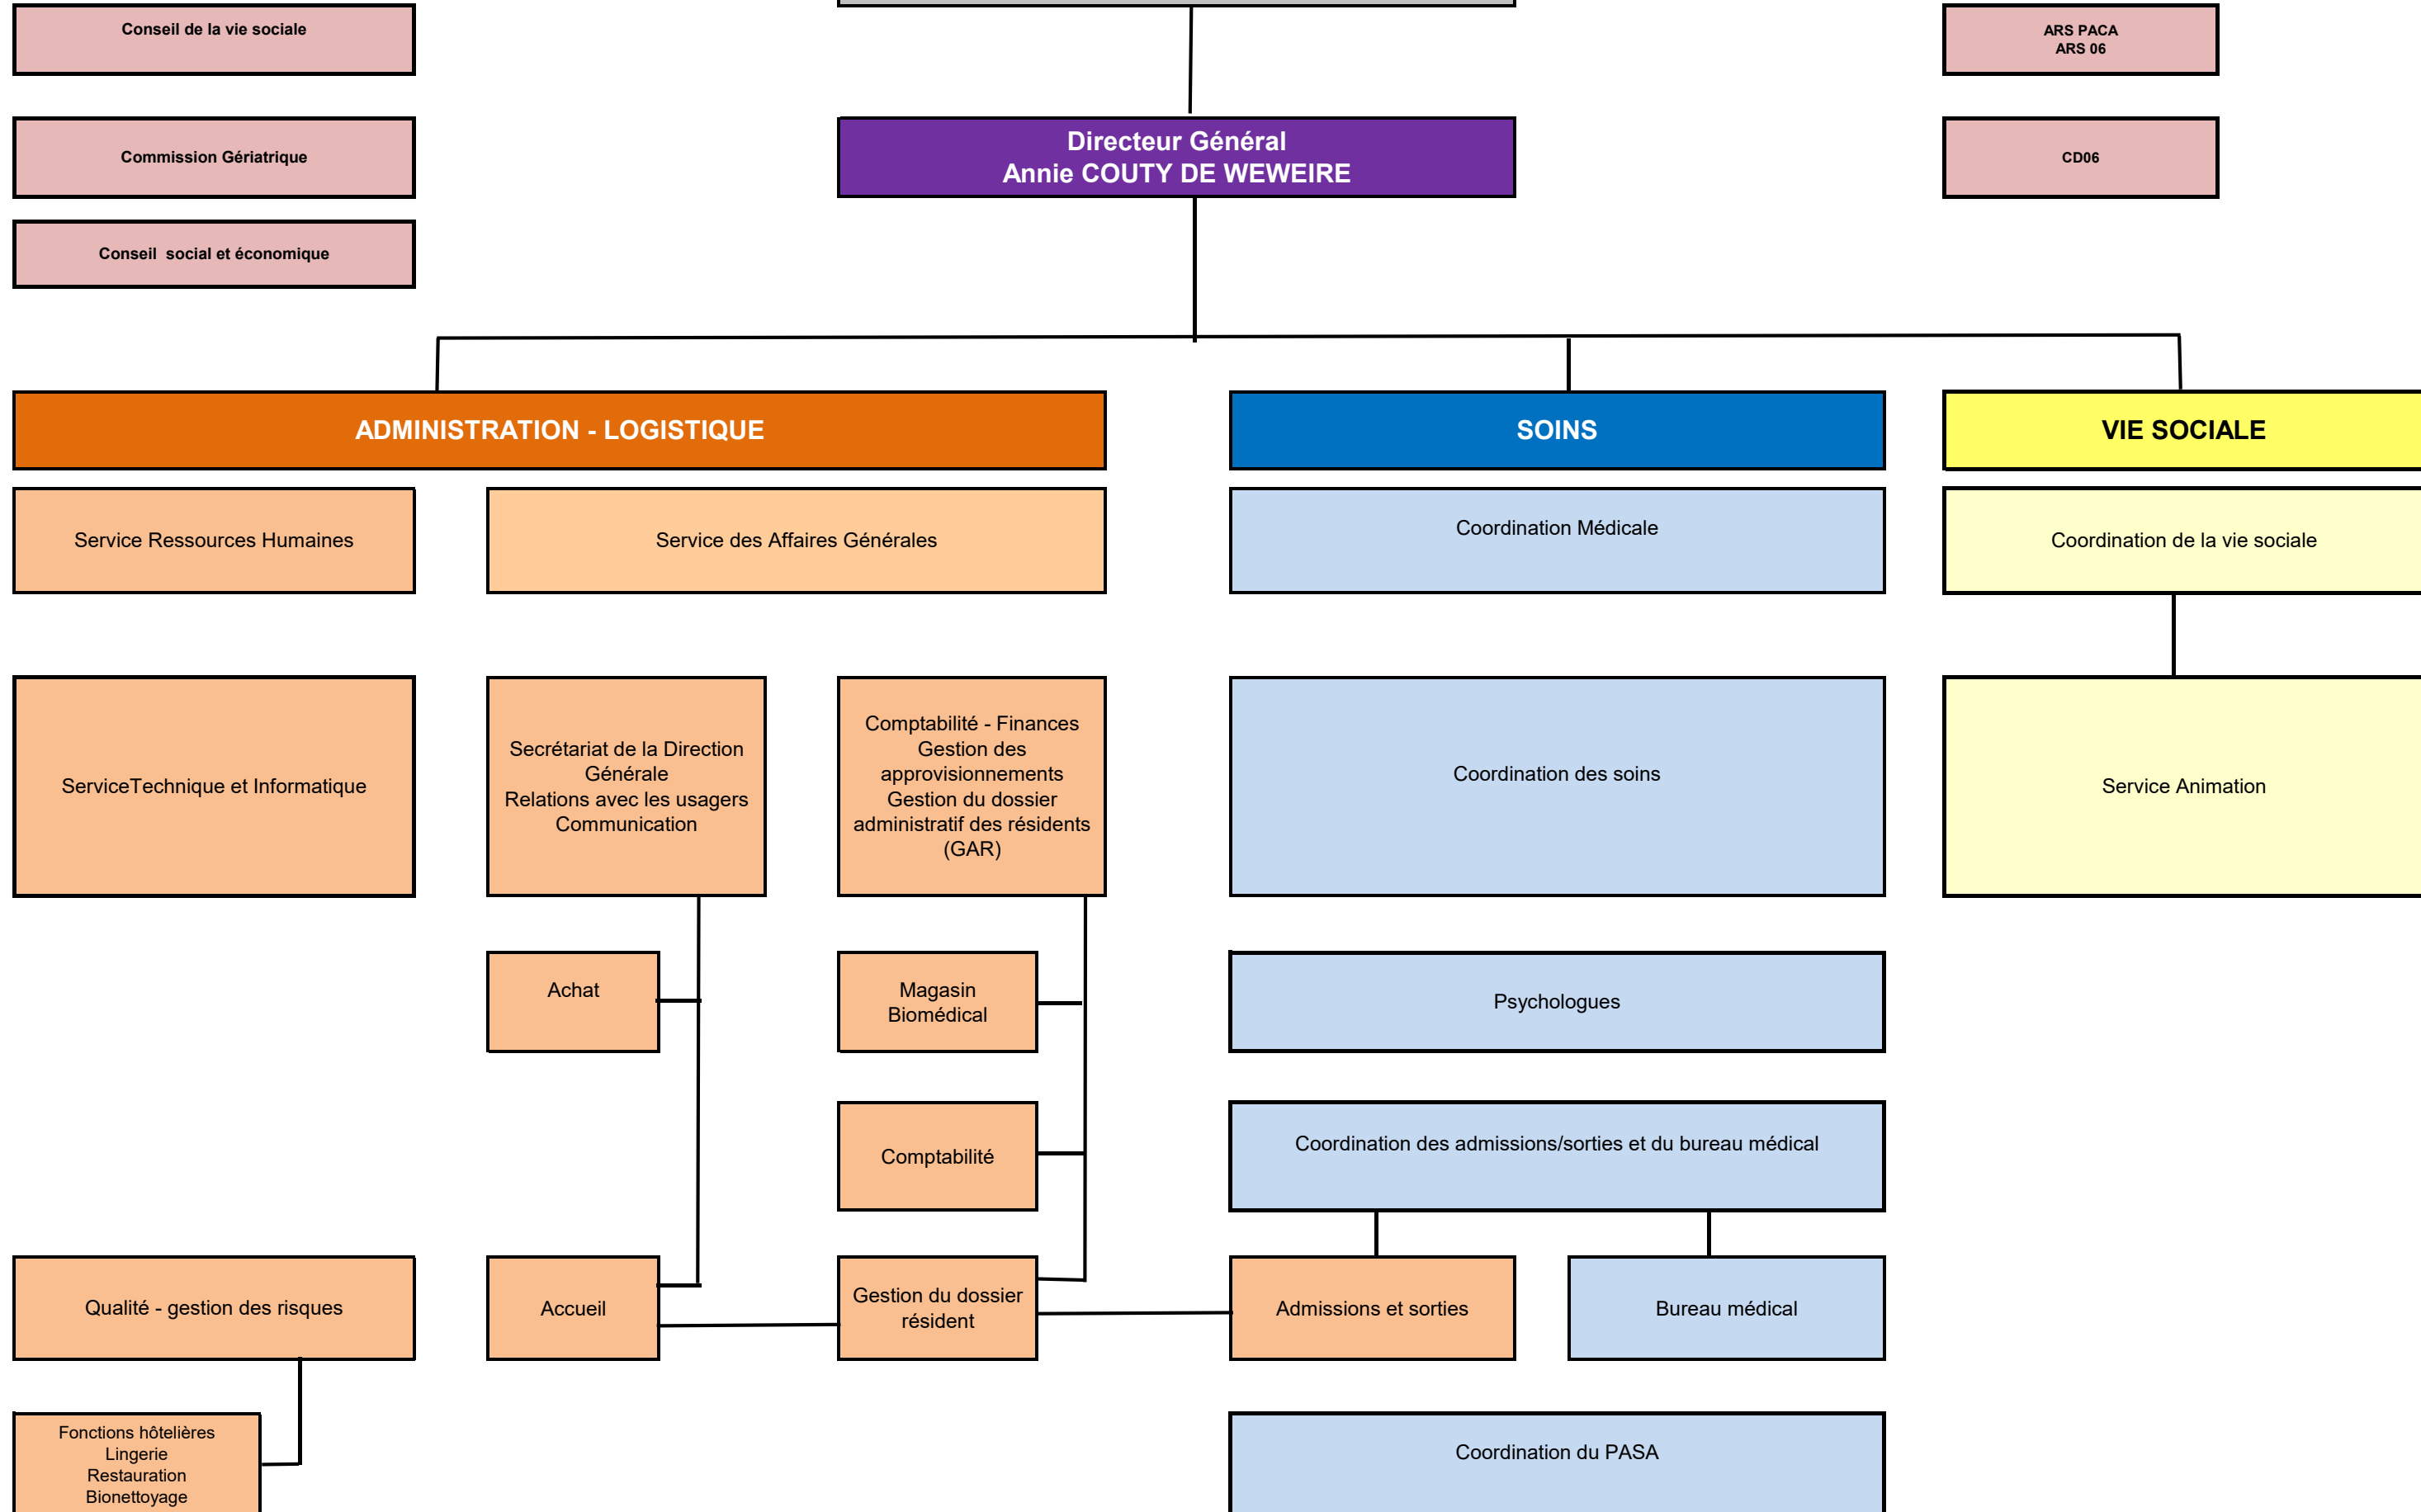 Conseil de la vie sociale
ARS PACA
ARS 06
Commission Gériatrique
Directeur Général
Annie COUTY DE WEWEIRE
CD06
Conseil  social et économique
ADMINISTRATION - LOGISTIQUE
SOINS
VIE SOCIALE
Service Ressources Humaines
Service des Affaires Générales
Coordination Médicale
Coordination de la vie sociale
ServiceTechnique et Informatique
Secrétariat de la Direction
Générale
Relations avec les usagers
Communication
Comptabilité - Finances
Gestion des
approvisionnements
Gestion du dossier
administratif des résidents
(GAR)
Coordination des soins
Service Animation
Achat
Magasin
Biomédical
Psychologues
Comptabilité
Coordination des admissions/sorties et du bureau médical
Qualité - gestion des risques
Accueil
Gestion du dossier
résident
Admissions et sorties
Bureau médical
Fonctions hôtelières
Lingerie
Restauration
Bionettoyage
Coordination du PASA